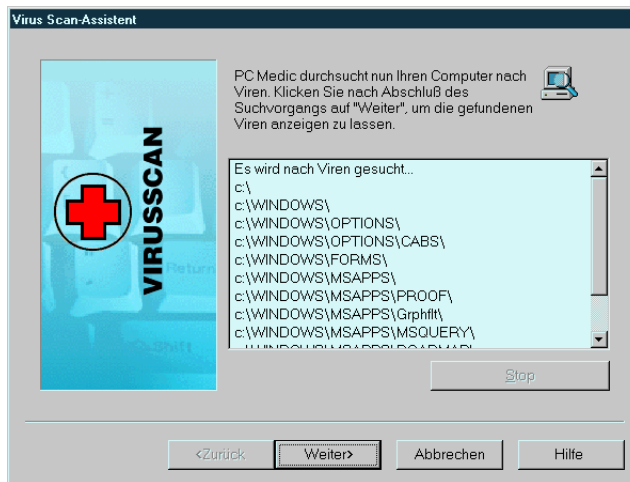 Virus Scan-Assistent
PC Medic durchsucht nun Ihren Computer nach
Viren. Klicken Sie nach Abschluß des
Suchvorgangs auf "Weiter", um die gefundenen
Viren anzeigen zu lassen.
VIRUSSCAN
Return
Shift
Es wird nach Viren gesucht...
c:\
c:\WINDOWS\
c:\WINDOWS\OPTIONS\
c:\WINDOWS\OPTIONS\CABS\
c:\WINDOWS\FORMS\
c:\WINDOWS\MSAPPS\
c:\WINDOWS\MSAPPS\PROOF\
c:\WINDOWS\MSAPPS\Grphflt\
c:\WINDOWS\MSAPPS\MSQUERY\
Stop
<Zurück
Weiter>
Abbrechen
Hilfe